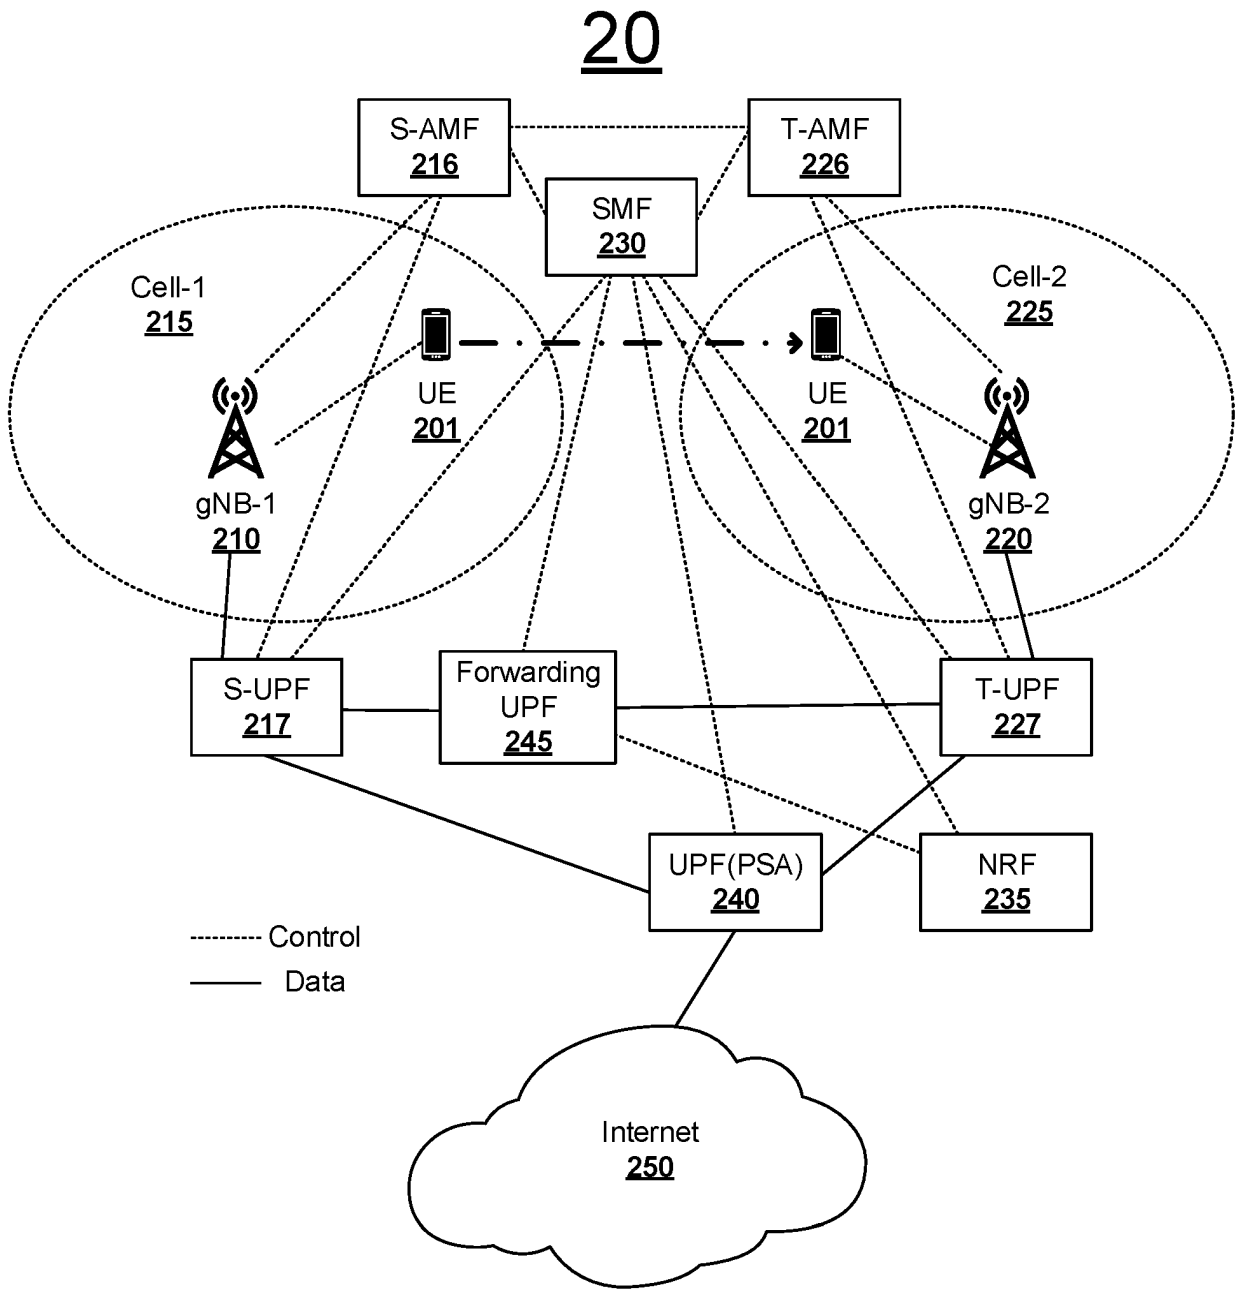 20
S-AMF
216
T-AMF
226
SMF
230
Cell-1
215
Cell-2
225
UE
201
UE
201
gNB-1
210
gNB-2
220
S-UPF
217
Forwarding
UPF
245
T-UPF
227
UPF(PSA)
240
NRF
235
Control
Data
Internet
250